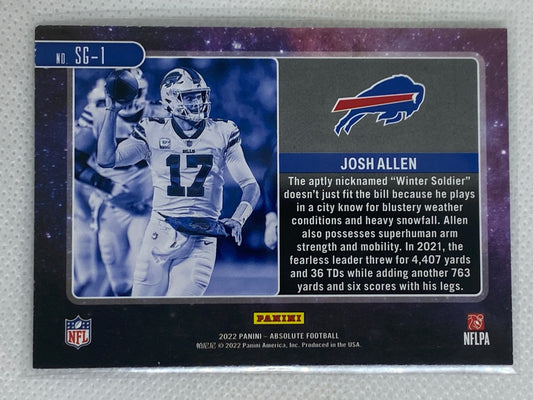 NO. SG-1
BILLS
17
JOSH ALLEN
The aptly nicknamed “Winter Soldier”
doesn't just fit the bill because he plays
in a city know for blustery weather
conditions and heavy snowfall. Allen
also possesses superhuman arm
strength and mobility. In 2021, the
fearless leader threw for 4,407 yards
and 36 TDs while adding another 763
yards and six scores with his legs.
PANINI
NFL
2022 PANINI - ABSOLUTE FOOTBALL
帕尼尼 © 2022 Panini America, Inc. Produced in the USA.
NFLPA